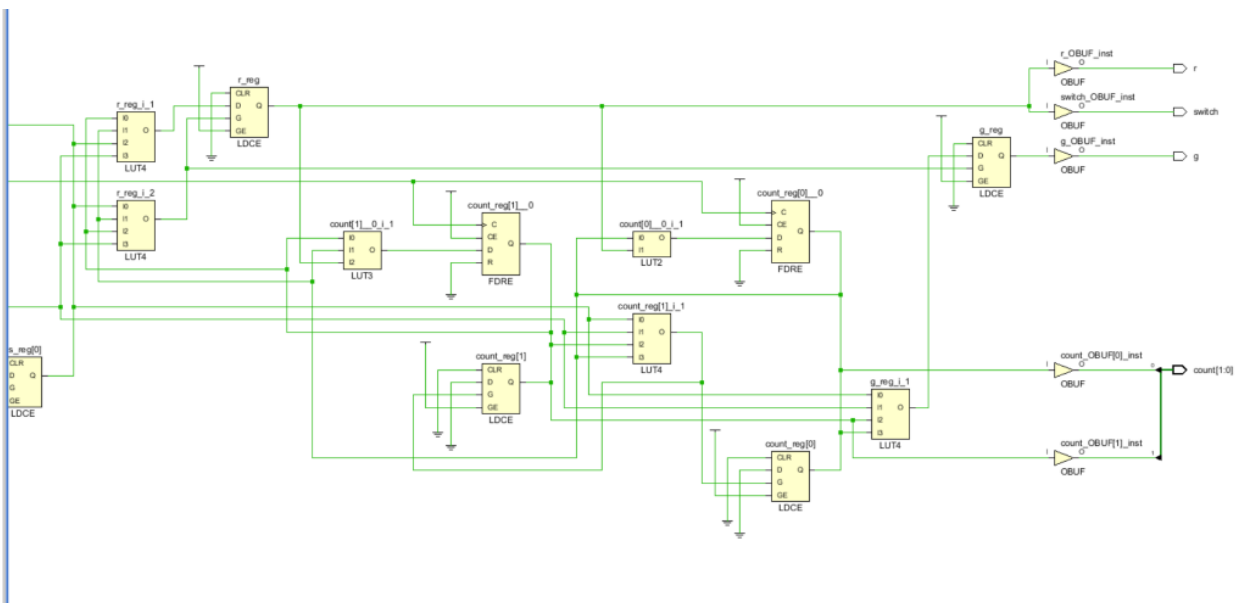 r_OBUF_inst
I O r
OBUF
switch_OBUF_inst
I O switch
OBUF
g_OBUF_inst
I O g
OBUF
r_reg
CLR
D Q
G
GE
LDCE
r_reg_i_1
I0
I1 O
I2
I3
LUT4
r_reg_i_2
I0
I1 O
I2
I3
LUT4
g_reg
CLR
D Q
G
GE
LDCE
count_reg[1]__0
C
CE Q
D
R
FDRE
count[1]__0_i_1
I0
I1 O
I2
LUT3
count_reg[0]__0
C
CE Q
D
R
FDRE
count[0]__0_i_1
I0 O
I1
LUT2
count_reg[1]_i_1
I0
I1 O
I2
I3
LUT4
s_reg[0]
CLR
D Q
G
GE
LDCE
count_reg[1]
CLR
D Q
G
GE
LDCE
g_reg_i_1
I0
I1 O
I2
I3
LUT4
count_reg[0]
CLR
D Q
G
GE
LDCE
count_OBUF[0]_inst
I O 0 count[1:0]
OBUF
count_OBUF[1]_inst
I O 1
OBUF